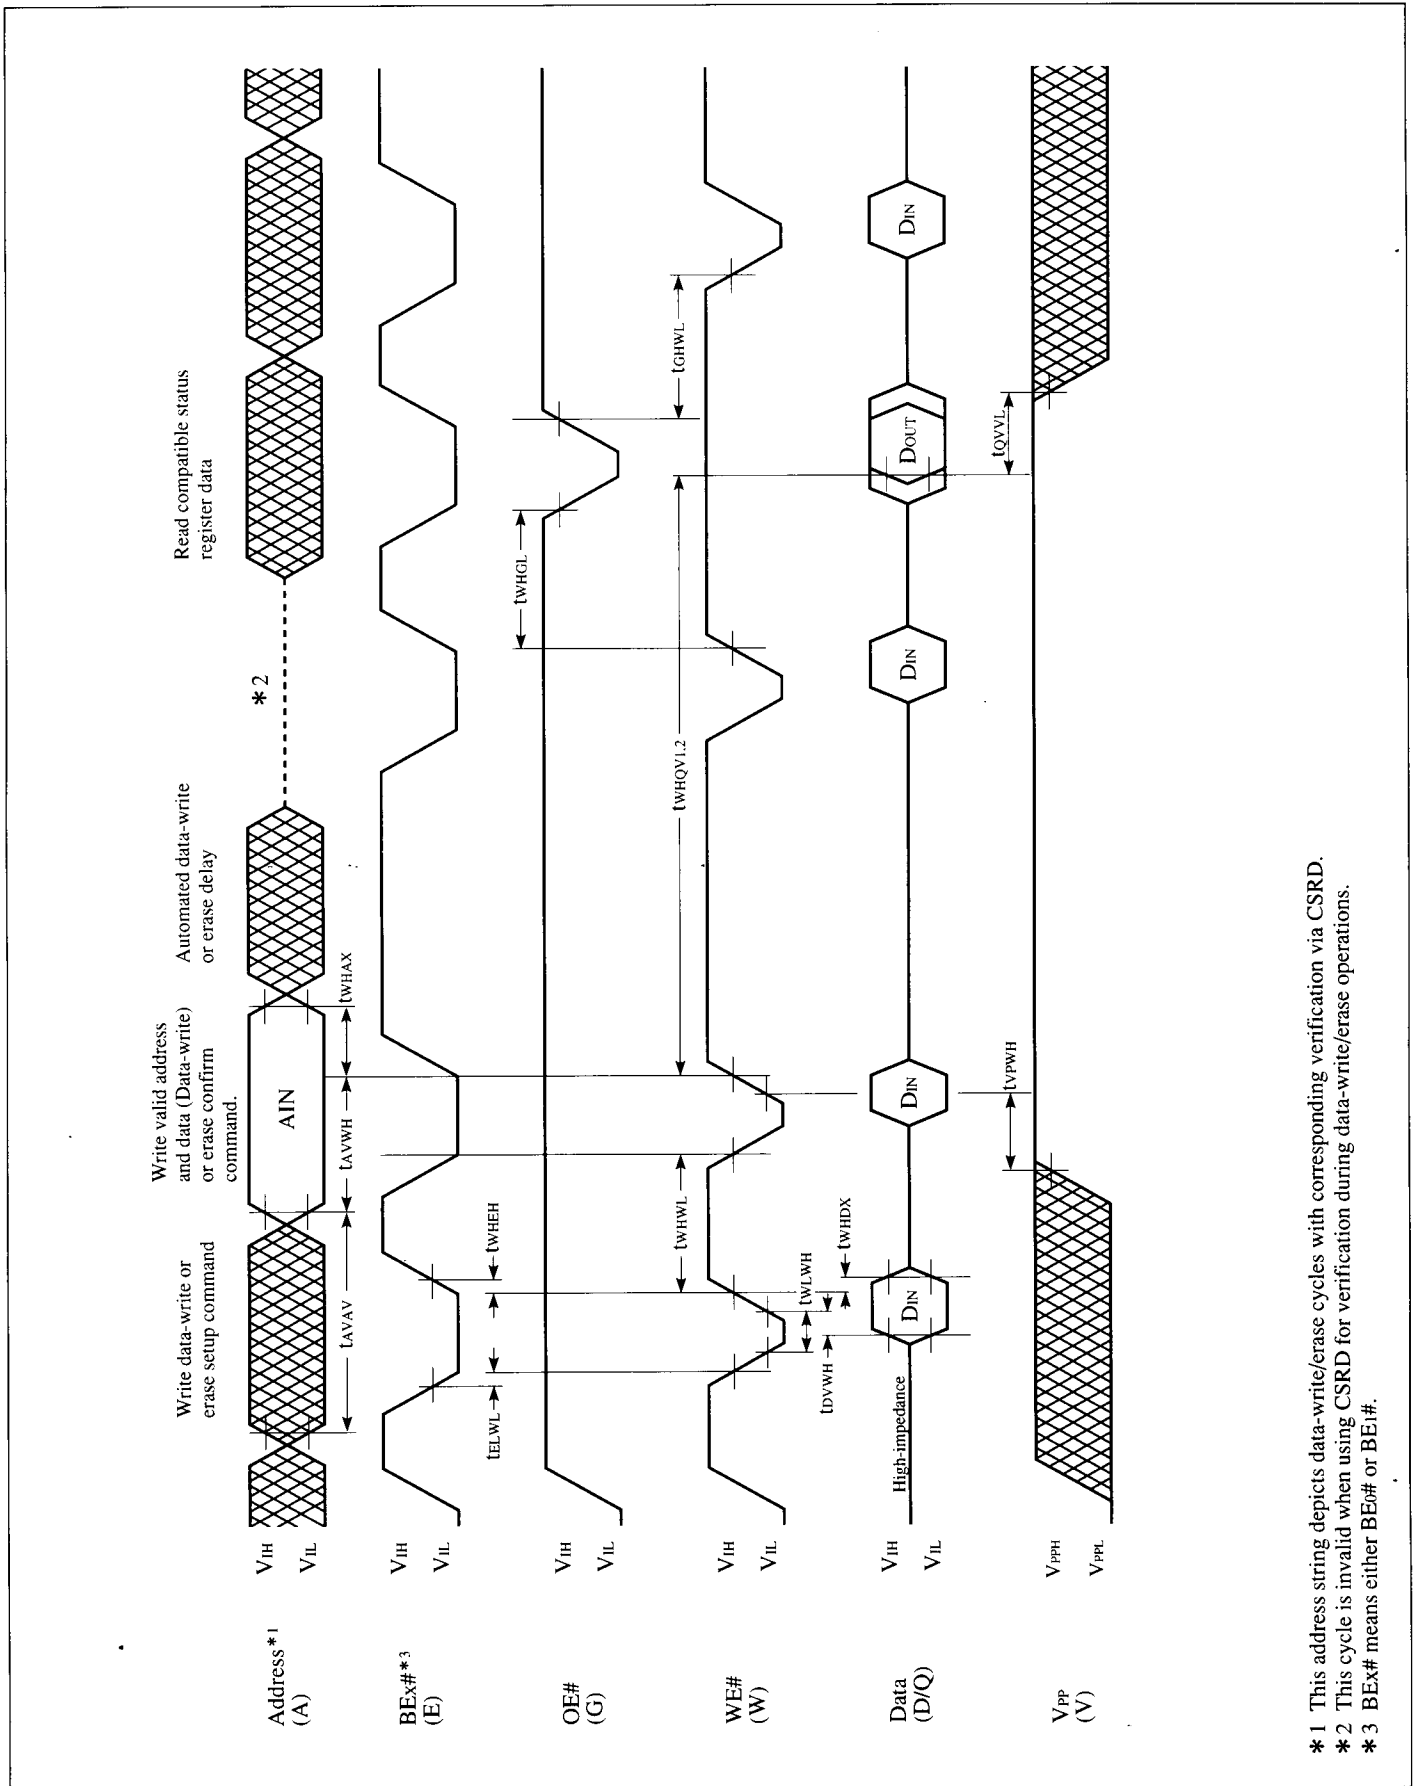 Write data-write or
erase setup command
Write valid address
and data (Data-write)
or erase confirm
command.
Automated data-write
or erase delay
Read compatible status
register data
Address*1
(A)
VIH
VIL
AIN
*2
tAVAV
tAVWH
tWHAX
BEX#*3
(E)
VIH
VIL
tELWL
tWHEH
tWHGL
OE#
(G)
VIH
VIL
tWHWL
tWHQV1.2
tGHWL
WE#
(W)
VIH
VIL
tWLWH
tDVWH
tWHDX
Data
(D/Q)
VIH
VIL
High-impedance
DIN
DIN
DIN
DOUT
DIN
tVPWH
tQVVL
VPP
(V)
VPPH
VPPL
*1 This address string depicts data-write/erase cycles with corresponding verification via CSRD.
*2 This cycle is invalid when using CSRD for verification during data-write/erase operations.
*3 BEX# means either BE0# or BE1#.